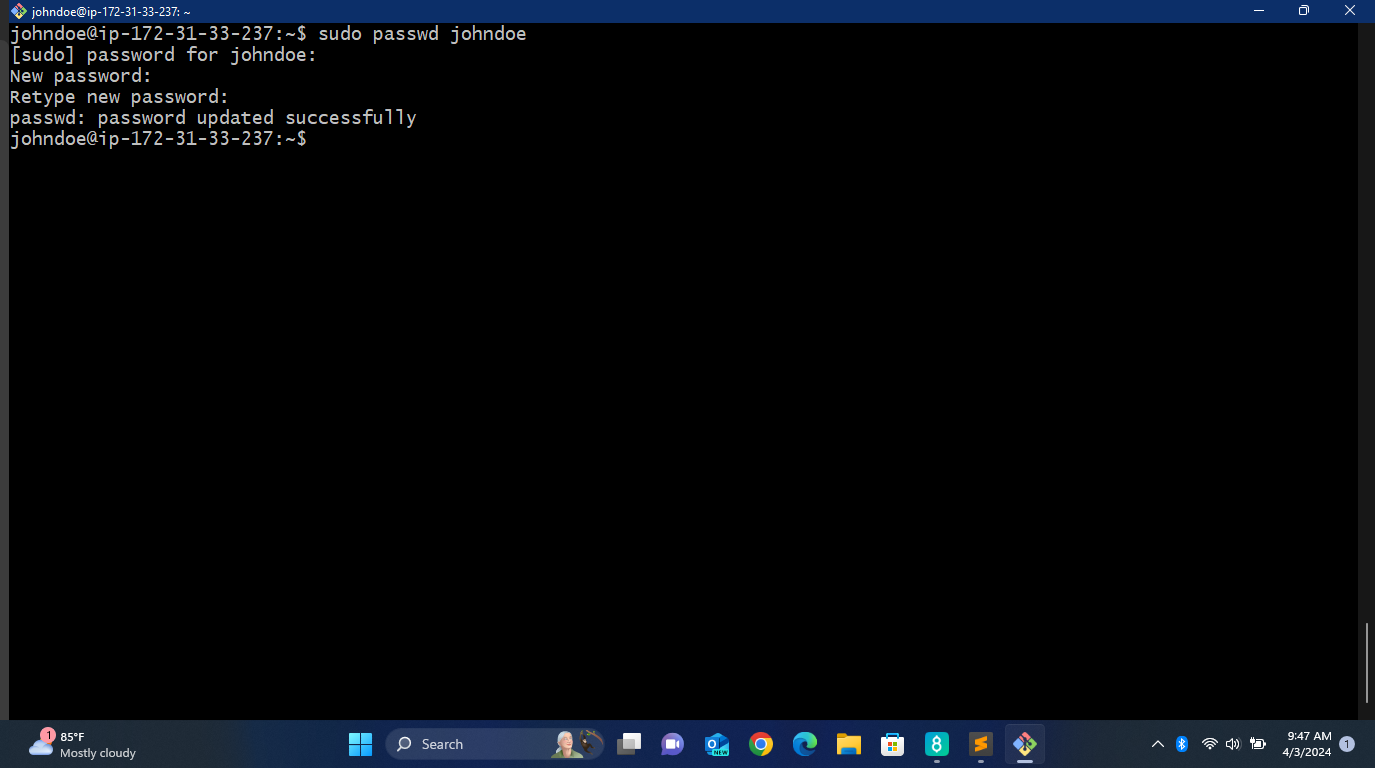 johndoe@ip-172-31-33-237: ~
johndoe@ip-172-31-33-237:~$ sudo passwd johndoe
[sudo] password for johndoe:
New password:
Retype new password:
passwd: password updated successfully
johndoe@ip-172-31-33-237:~$
1
85°F
Mostly cloudy
Search
NEW
8
9:47 AM
4/3/2024
1